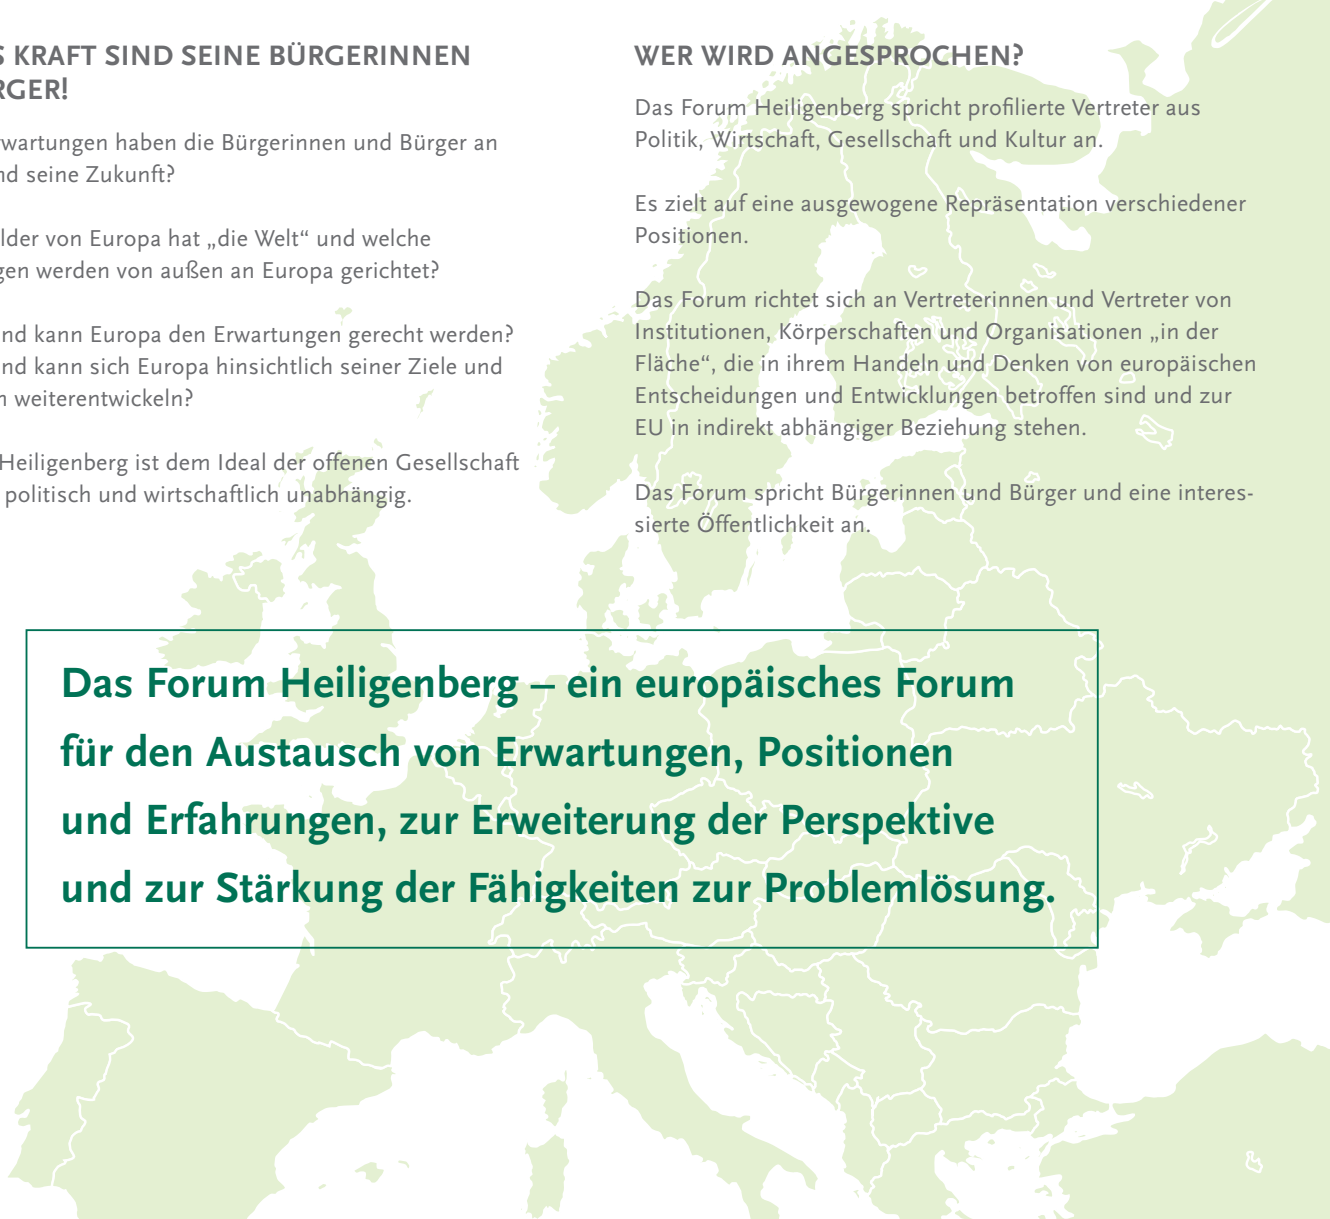 KRAFT SIND SEINE BÜRGERINNEN
haben die Bürgerinnen und Bürger an
seine Zukunft?
von Europa hat „die Welt“ und welche
werden von außen an Europa gerichtet?
kann Europa den Erwartungen gerecht werden?
kann sich Europa hinsichtlich seiner Ziele und
weiterentwickeln?
Heiligenberg ist dem Ideal der offenen Gesellschaft
politisch und wirtschaftlich unabhängig.
WER WIRD ANGESPROCHEN?
Das Forum Heiligenberg spricht profilierte Vertreter aus
Politik, Wirtschaft, Gesellschaft und Kultur an.
Es zielt auf eine ausgewogene Repräsentation verschiedener
Positionen.
Das Forum richtet sich an Vertreterinnen und Vertreter von
Institutionen, Körperschaften und Organisationen „in der
Fläche“, die in ihrem Handeln und Denken von europäischen
Entscheidungen und Entwicklungen betroffen sind und zur
EU in indirekt abhängiger Beziehung stehen.
Das Forum spricht Bürgerinnen und Bürger und eine interes-
sierte Öffentlichkeit an.
Das Forum Heiligenberg – ein europäisches Forum
für den Austausch von Erwartungen, Positionen
und Erfahrungen, zur Erweiterung der Perspektive
und zur Stärkung der Fähigkeiten zur Problemlösung.